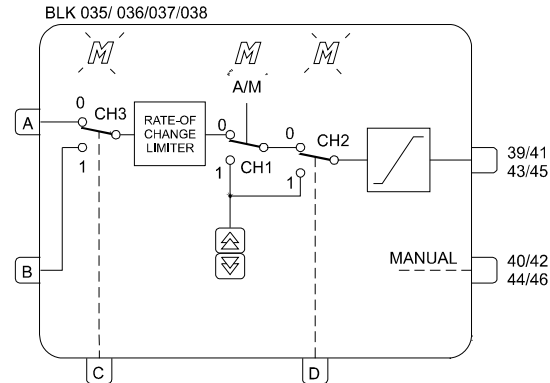 BLK 035/ 036/037/038
M M M
A/M
0 CH3 RATE-OF CHANGE LIMITER 0 0 CH2
A
1 1 CH1 1
39/41
43/45
MANUAL 40/42
44/46
B
C D